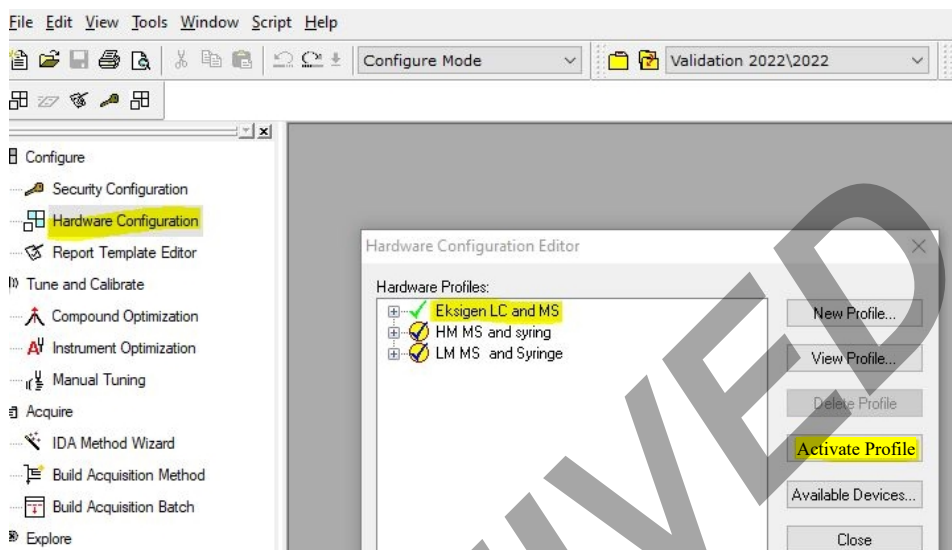 File Edit View Tools Window Script Help
Configure Mode
Validation 2022\2022
Configure
Security Configuration
Hardware Configuration
Report Template Editor
Tune and Calibrate
Compound Optimization
Instrument Optimization
Manual Tuning
Acquire
IDA Method Wizard
Build Acquisition Method
Build Acquisition Batch
Explore
Hardware Configuration Editor
Hardware Profiles:
Eksigen LC and MS
HM MS and syring
LM MS and Syringe
New Profile...
View Profile...
Delete Profile
Activate Profile
Available Devices...
Close